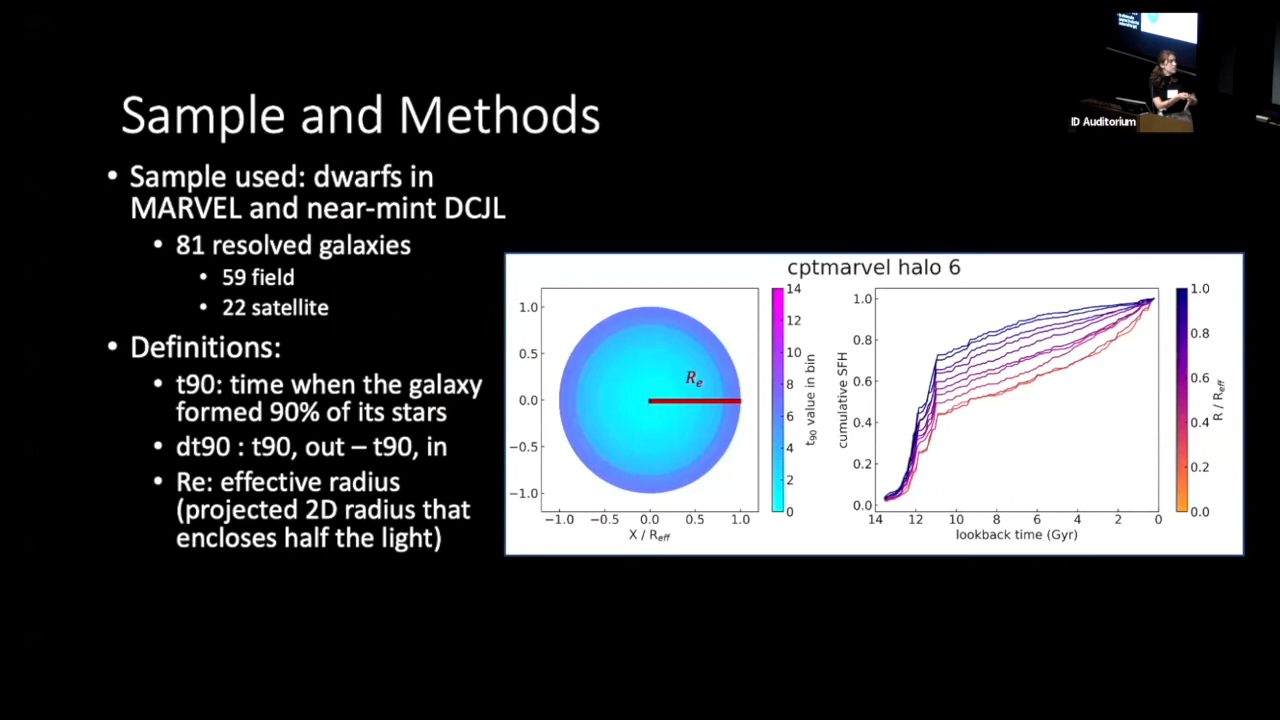 ID Auditorium
Sample and Methods
• Sample used: dwarfs in
MARVEL and near-mint DCJL
• 81 resolved galaxies
• 59 field
• 22 satellite
• Definitions:
• t90: time when the galaxy
formed 90% of its stars
• dt90 : t90, out – t90, in
• Re: effective radius
(projected 2D radius that
encloses half the light)
cptmarvel halo 6
1.0
0.5
0.0
−0.5
−1.0
−1.0 −0.5 0.0 0.5 1.0
X / Reff
Re
14
12
10
8
6
4
2
0
t90 value in bin
cumulative SFH
1.0
0.8
0.6
0.4
0.2
0.0
14 12 10 8 6 4 2 0
lookback time (Gyr)
1.0
0.8
0.6
0.4
0.2
0.0
R / Reff